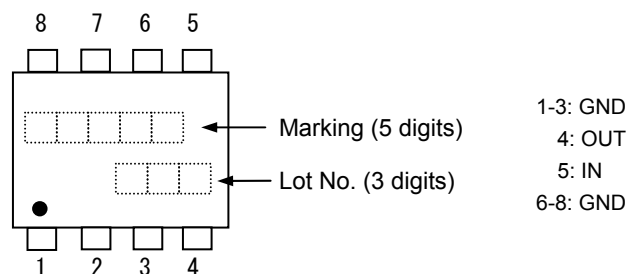 8 7 6 5
Marking (5 digits)
Lot No. (3 digits)
1 2 3 4
1-3: GND
4: OUT
5: IN
6-8: GND